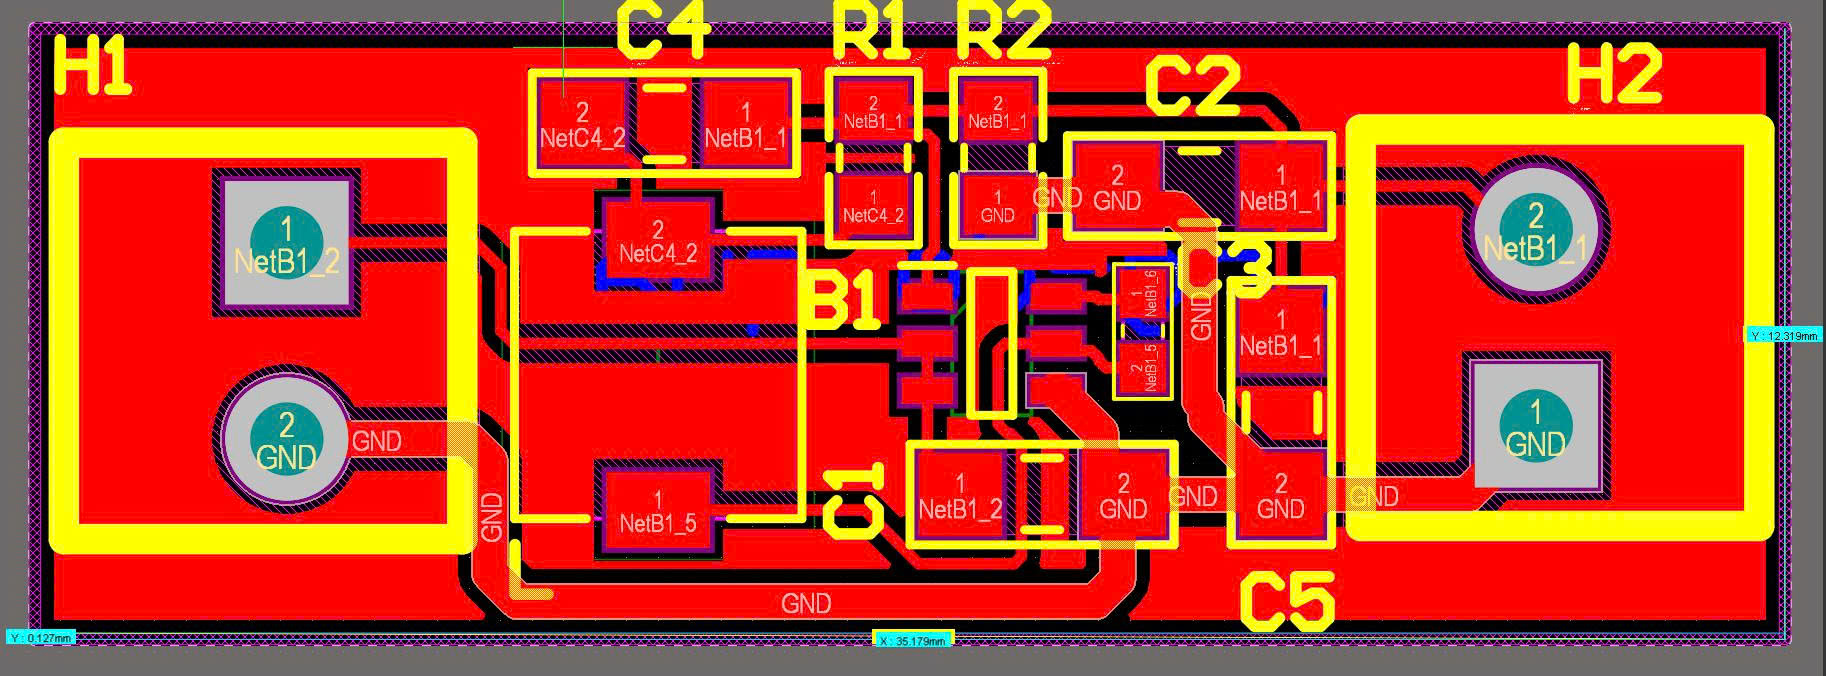 C4
R1
R2
H1
C2
H2
2
NetC4_2
1
NetB1_1
2
NetB1_1
2
NetB1_1
1
NetC4_2
1
GND
GND
2
GND
1
NetB1_1
1
NetB1_2
2
NetC4_2
2
NetB1_1
B1
C3
1
NetB1_6
2
NetB1_5
GND
1
NetB1_1
Y : 12.319mm
2
GND
GND
1
GND
GND
1
NetB1_5
C1
1
NetB1_2
2
GND
GND
2
GND
GND
GND
C5
Y : 0.127mm
X : 35.179mm